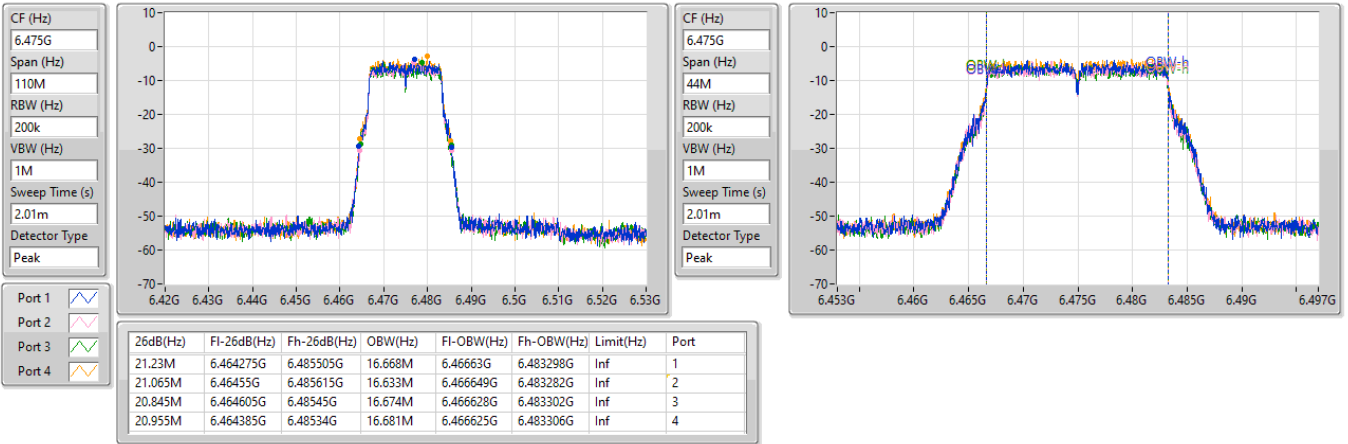 CF (Hz)
6.475G
Span (Hz)
110M
RBW (Hz)
200k
VBW (Hz)
1M
Sweep Time (s)
2.01m
Detector Type
Peak
10
0
-10
-20
-30
-40
-50
-60
-70
6.42G 6.43G 6.44G 6.45G 6.46G 6.47G 6.48G 6.49G 6.5G 6.51G 6.52G 6.53G
CF (Hz)
6.475G
Span (Hz)
44M
RBW (Hz)
200k
VBW (Hz)
1M
Sweep Time (s)
2.01m
Detector Type
Peak
10
0
-10
-20
-30
-40
-50
-60
-70
OBW-h
6.453G 6.46G 6.465G 6.47G 6.475G 6.48G 6.485G 6.49G 6.497G
Port 1
Port 2
Port 3
Port 4
26dB(Hz) Fl-26dB(Hz) Fh-26dB(Hz) OBW(Hz) Fl-OBW(Hz) Fh-OBW(Hz) Limit(Hz) Port
21.23M 6.464275G 6.485505G 16.668M 6.46663G 6.483298G Inf 1
21.065M 6.46455G 6.485615G 16.633M 6.466649G 6.483282G Inf 2
20.845M 6.464605G 6.48545G 16.674M 6.466628G 6.483302G Inf 3
20.955M 6.464385G 6.48534G 16.681M 6.466625G 6.483306G Inf 4